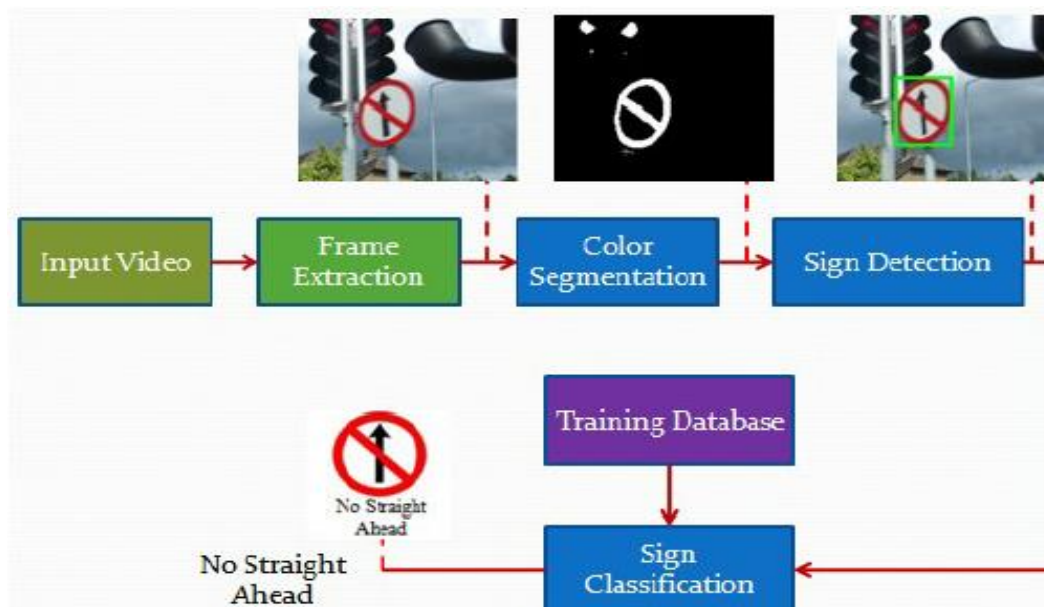 Input Video
Frame
Extraction
Color
Segmentation
Sign Detection
Training Database
No Straight
Ahead
Sign
Classification
No Straight
Ahead